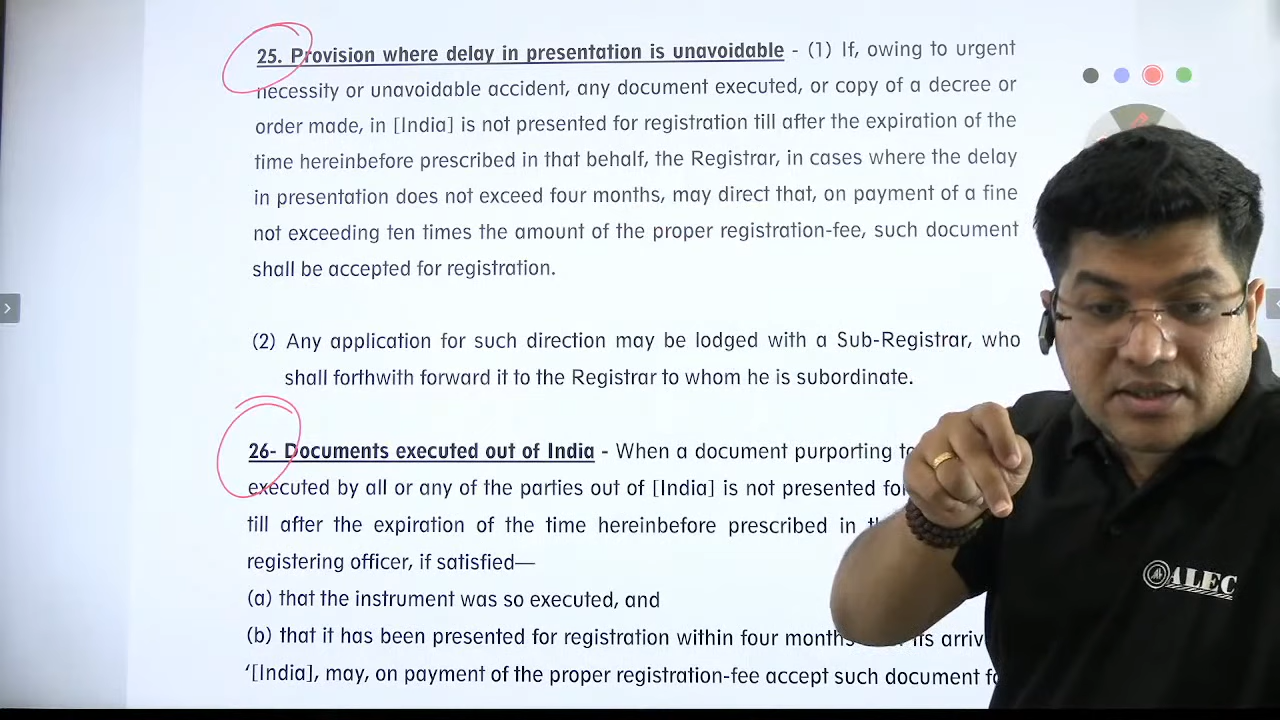 25. Provision where delay in presentation is unavoidable - (1) If, owing to urgent
necessity or unavoidable accident, any document executed, or copy of a decree or
order made, in [India] is not presented for registration till after the expiration of the
time hereinbefore prescribed in that behalf, the Registrar, in cases where the delay
in presentation does not exceed four months, may direct that, on payment of a fine
not exceeding ten times the amount of the proper registration-fee, such document
shall be accepted for registration.
(2) Any application for such direction may be lodged with a Sub-Registrar, who
shall forthwith forward it to the Registrar to whom he is subordinate.
26- Documents executed out of India - When a document purporting to
executed by all or any of the parties out of [India] is not presented for
till after the expiration of the time hereinbefore prescribed in
registering officer, if satisfied—
(a) that the instrument was so executed, and
(b) that it has been presented for registration within four months its
'[India], may, on payment of the proper registration-fee accept such document
ALEC